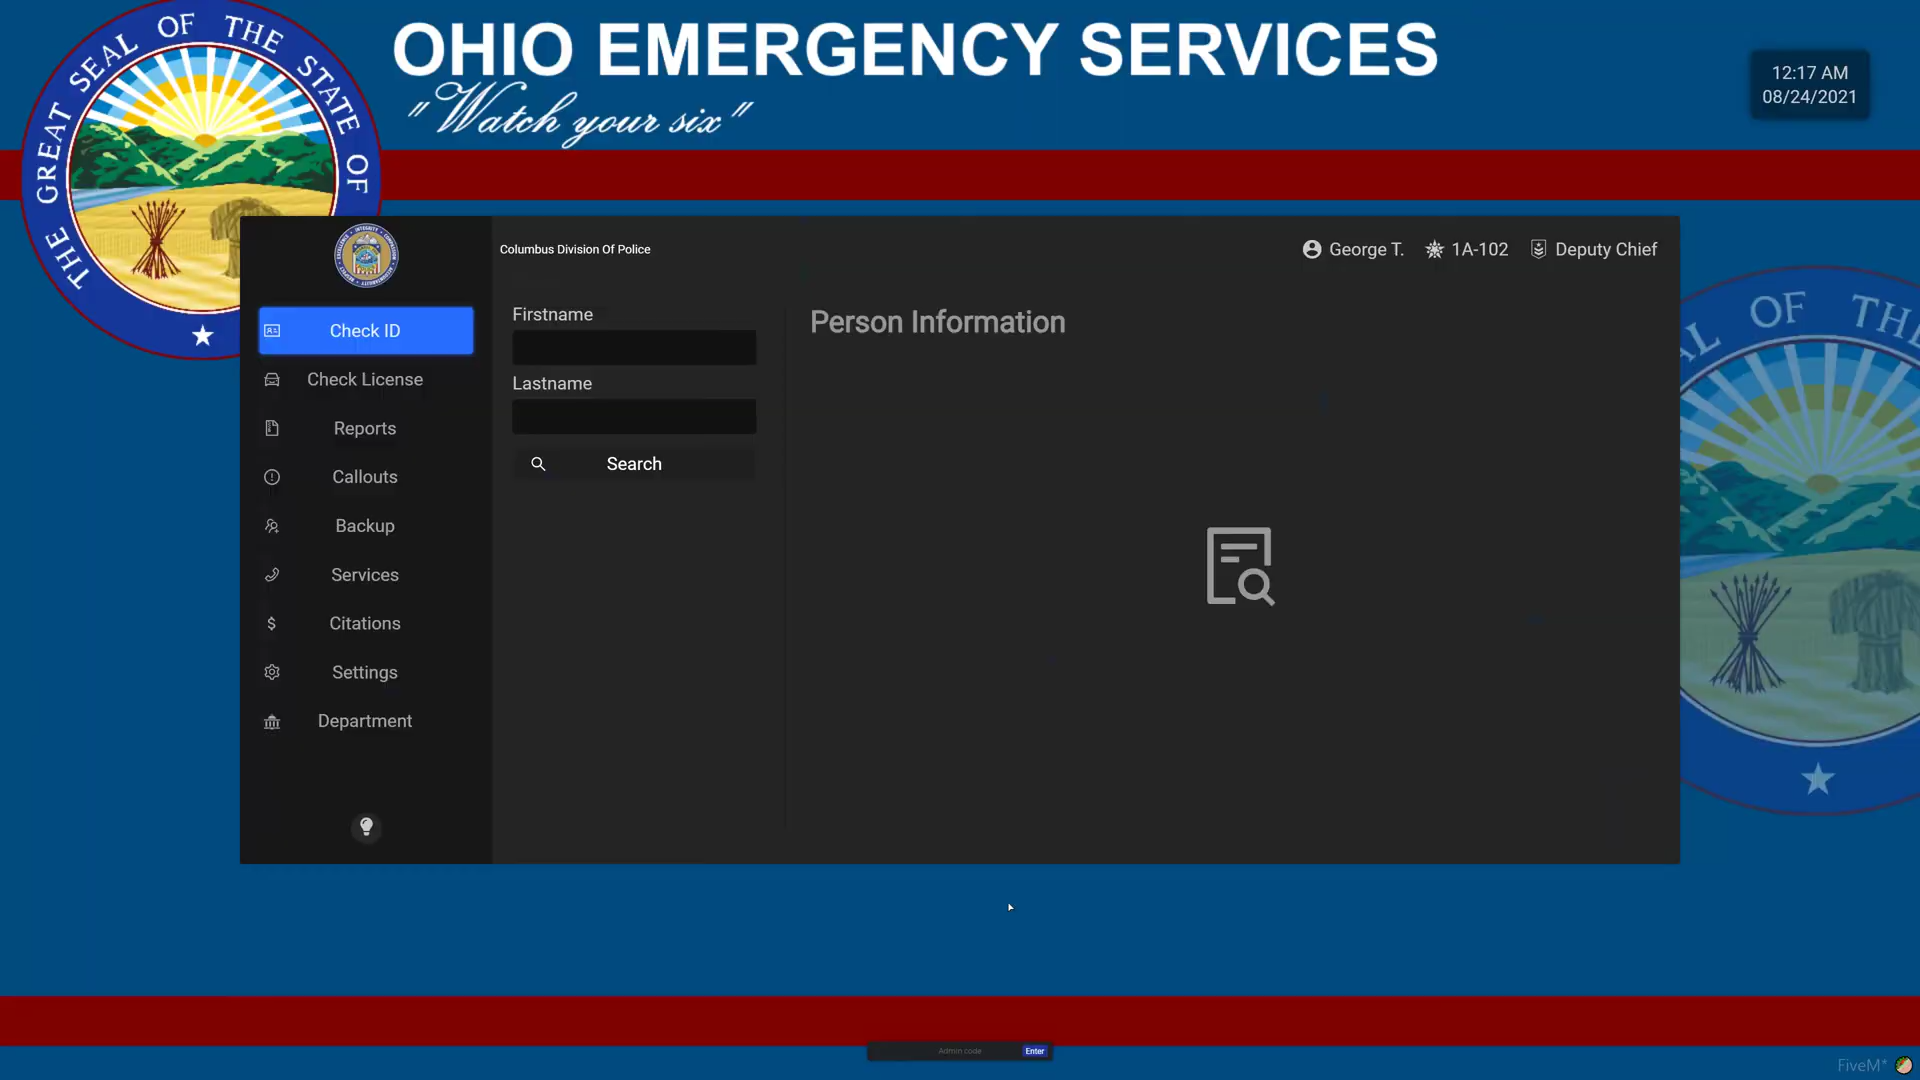 THE GREAT SEAL OF THE STATE OF
OHIO EMERGENCY SERVICES
"Watch your six"
12:17 AM
08/24/2021
Columbus Division Of Police
George T.
1A-102
Deputy Chief
Check ID
Check License
Reports
Callouts
Backup
Services
Citations
Settings
Department
Firstname
Lastname
Search
Person Information
OF THE
Admin code
Enter
FiveM*